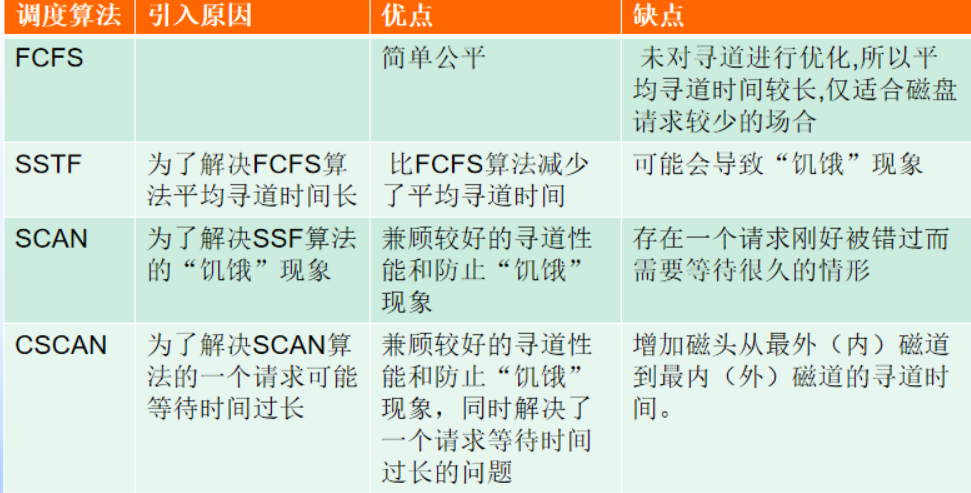 调度算法 引入原因 优点 缺点
FCFS 简单公平 未对寻道进行优化,所以平
均寻道时间较长,仅适合磁盘
请求较少的场合
SSTF 为了解决FCFS算 比FCFS算法减少 可能会导致“饥饿”现象
法平均寻道时间长 了平均寻道时间
SCAN 为了解决SSF算法 兼顾较好的寻道性 存在一个请求刚好被错过而
的“饥饿”现象 能和防止“饥饿” 需要等待很久的情形
现象
CSCAN 为了解决SCAN算 兼顾较好的寻道性 增加磁头从最外（内）磁道
法的一个请求可能 能和防止“饥饿” 到最内（外）磁道的寻道时
等待时间过长 现象，同时解决了 间。
一个请求等待时间
过长的问题